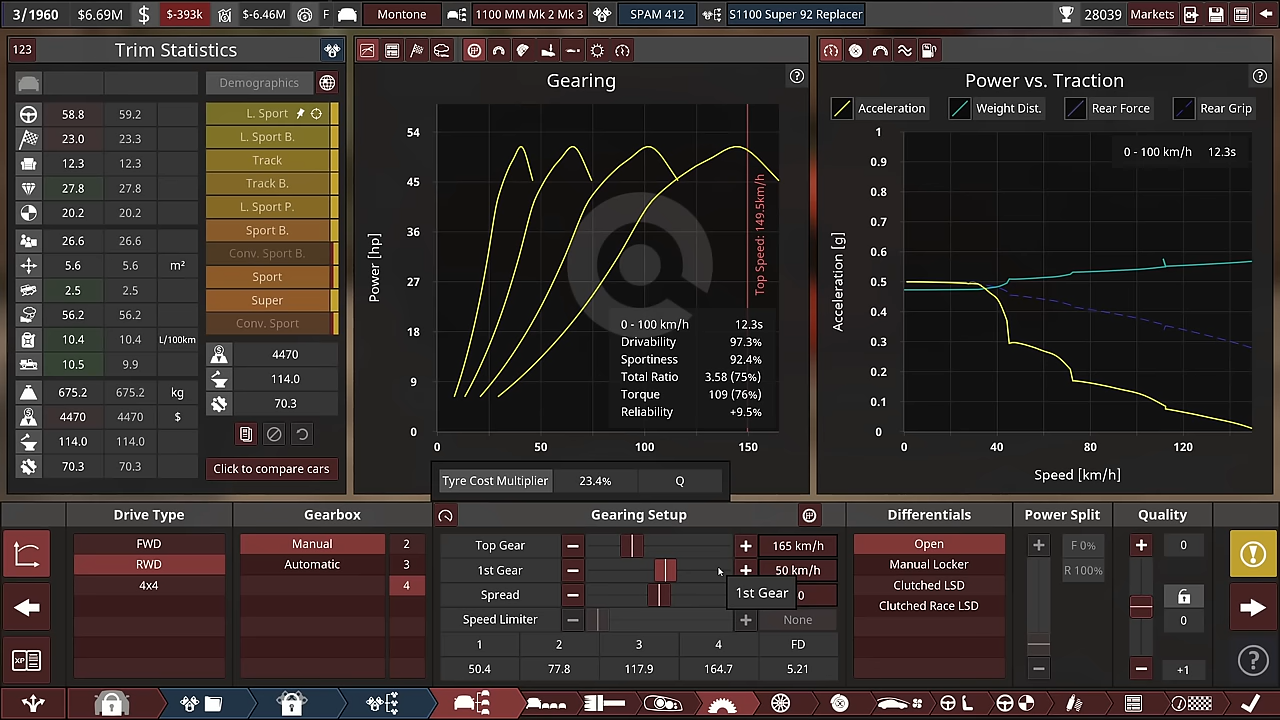 3/1960 $ $6.69M $-393k $-6.46M F Montone 1100 MM Mk 2 Mk 3 SPAM 412 S1100 Super 92 Replacer 28039 Markets
123 Trim Statistics
Demographics
58.8 59.2
23.0 23.3
12.3 12.3
27.8 27.8
20.2 20.2
26.6 26.6
5.6 5.6 m²
2.5 2.5
56.2 56.2
10.4 10.4 L/100km
10.5 9.9
675.2 675.2 kg
4470 4470 $
114.0 114.0
70.3 70.3
L. Sport
L. Sport B.
Track
Track B.
L. Sport P.
Sport B.
Conv. Sport B.
Sport
Super
Conv. Sport
4470
114.0
70.3
Click to compare cars
Gearing
?
Power [hp]
54
45
36
27
18
9
0
0 50 100 150
Top Speed: 149.5km/h
0 - 100 km/h 12.3s
Drivability 97.3%
Sportiness 92.4%
Total Ratio 3.58 (75%)
Torque 109 (76%)
Reliability +9.5%
Tyre Cost Multiplier 23.4% Q
Power vs. Traction
?
Acceleration Weight Dist. Rear Force Rear Grip
0 - 100 km/h 12.3s
Acceleration [g]
1
0.9
0.8
0.7
0.6
0.5
0.4
0.3
0.2
0.1
0
0 40 80 120
Speed [km/h]
Drive Type
FWD
RWD
4x4
Gearbox
Manual 2
Automatic 3
4
Gearing Setup
Top Gear − + 165 km/h
1st Gear − + 50 km/h
Spread − 0
1st Gear
Speed Limiter − + None
1 2 3 4 FD
50.4 77.8 117.9 164.7 5.21
Differentials
Open
Manual Locker
Clutched LSD
Clutched Race LSD
Power Split
+ F 0%
R 100%
−
Quality
+ 0
0
− +1
XP
?